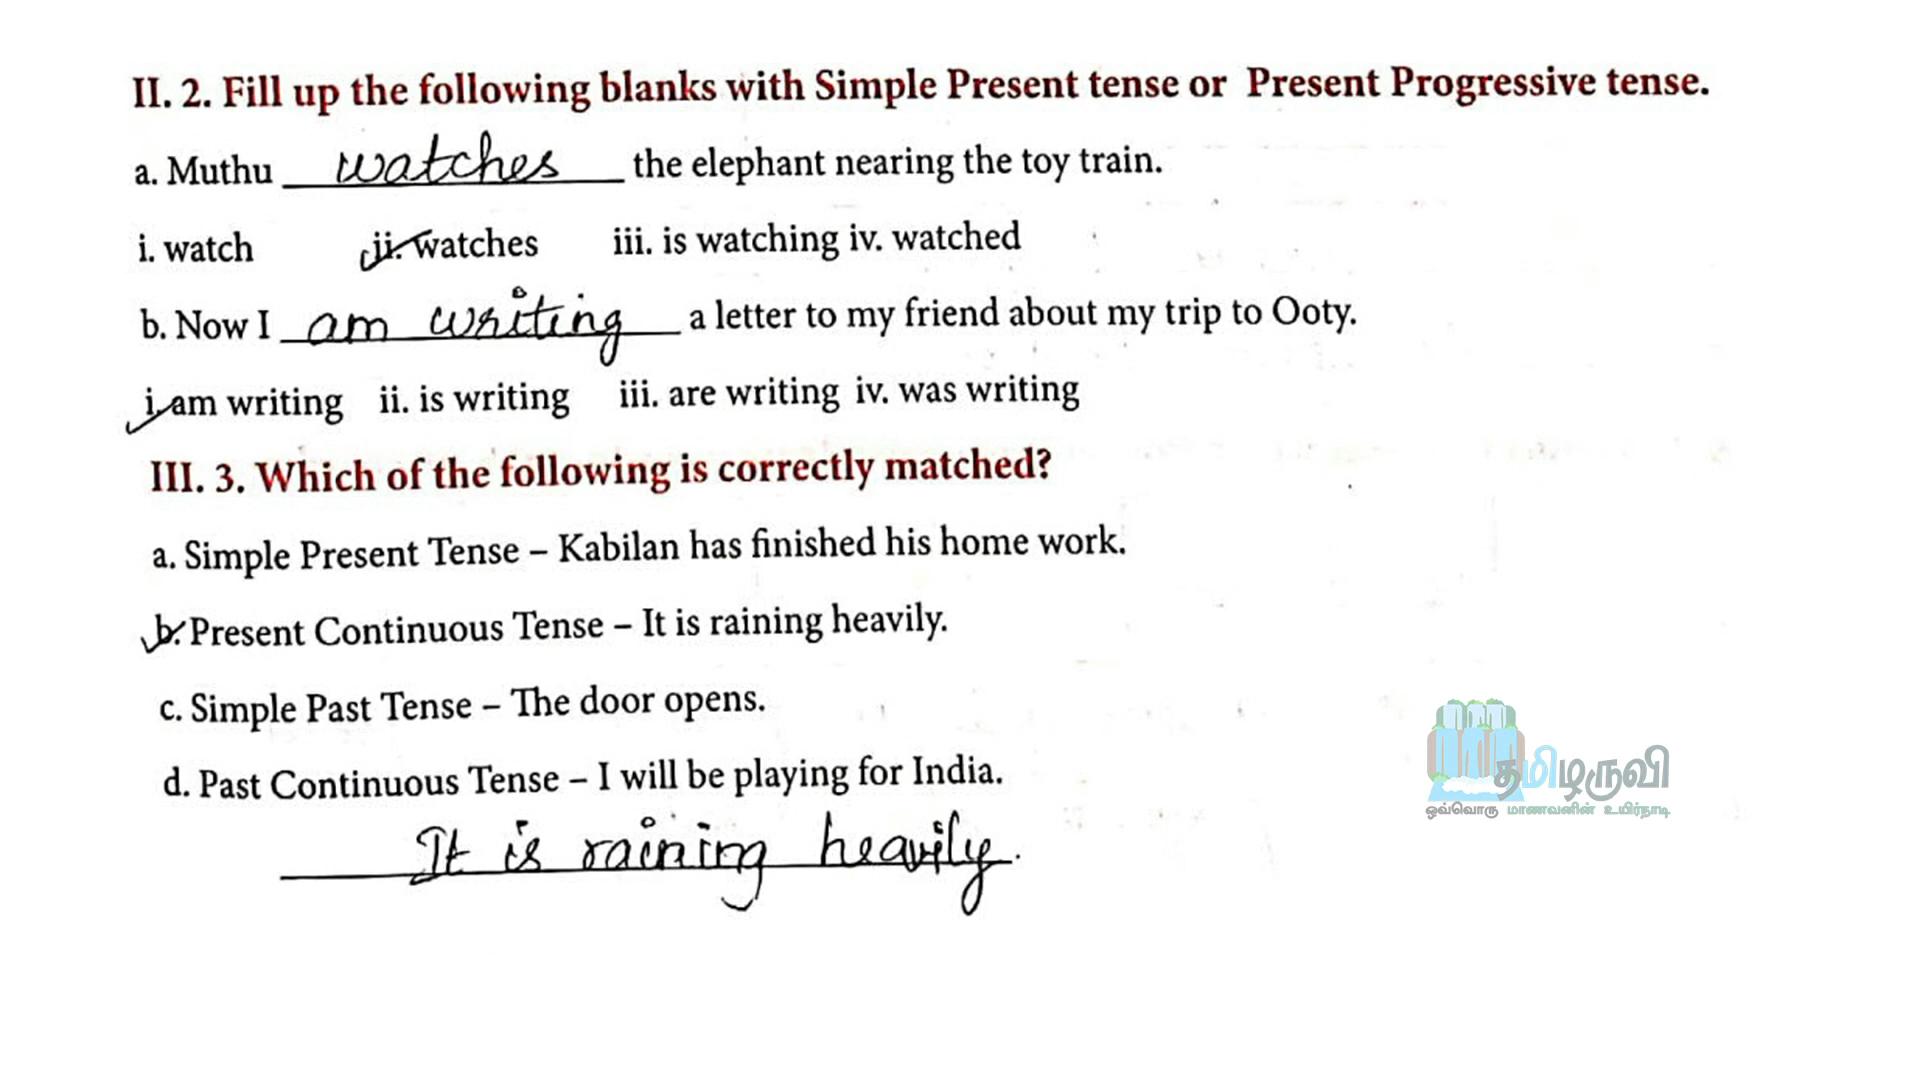 II. 2. Fill up the following blanks with Simple Present tense or Present Progressive tense.
a. Muthu watches the elephant nearing the toy train.
i. watch ii. watches iii. is watching iv. watched
b. Now I am writing a letter to my friend about my trip to Ooty.
i. am writing ii. is writing iii. are writing iv. was writing
III. 3. Which of the following is correctly matched?
a. Simple Present Tense – Kabilan has finished his home work.
b. Present Continuous Tense – It is raining heavily.
c. Simple Past Tense – The door opens.
d. Past Continuous Tense – I will be playing for India.
It is raining heavily.
தமிழருவி
ஒவ்வொரு மாணவனின் உயிர்நாடி